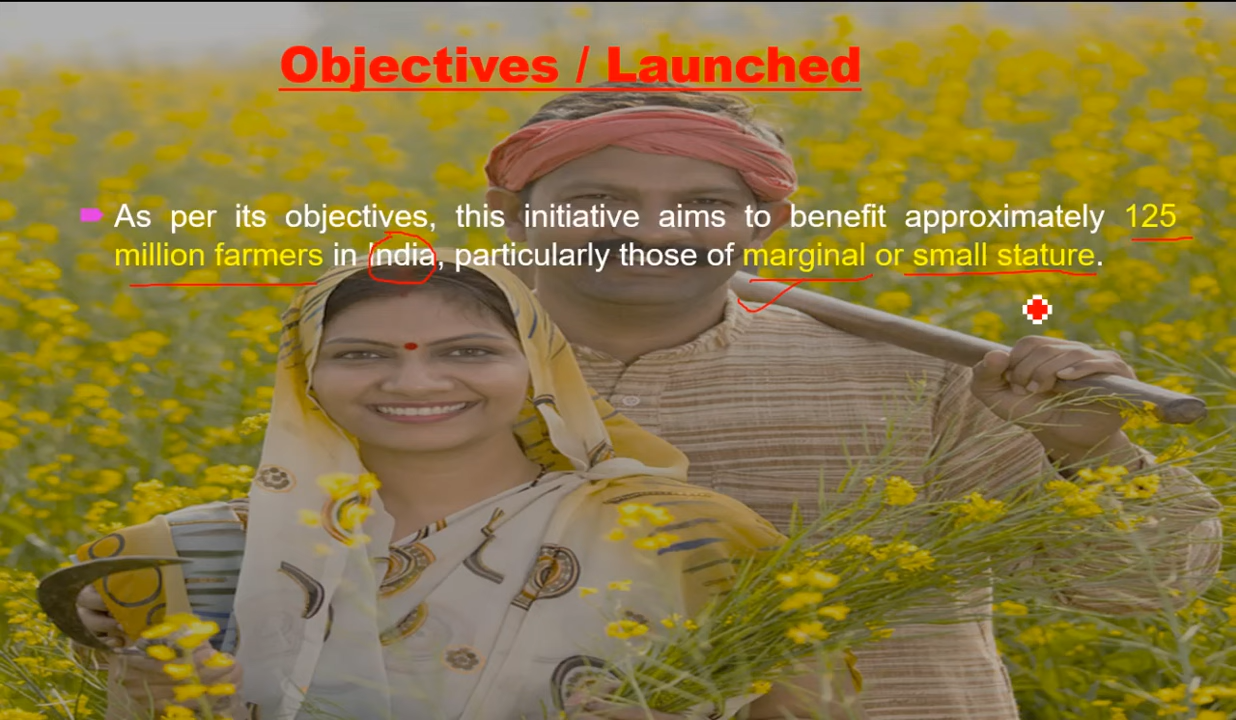 Objectives / Launched
As per its objectives, this initiative aims to benefit approximately 125
million farmers in India, particularly those of marginal or small stature.